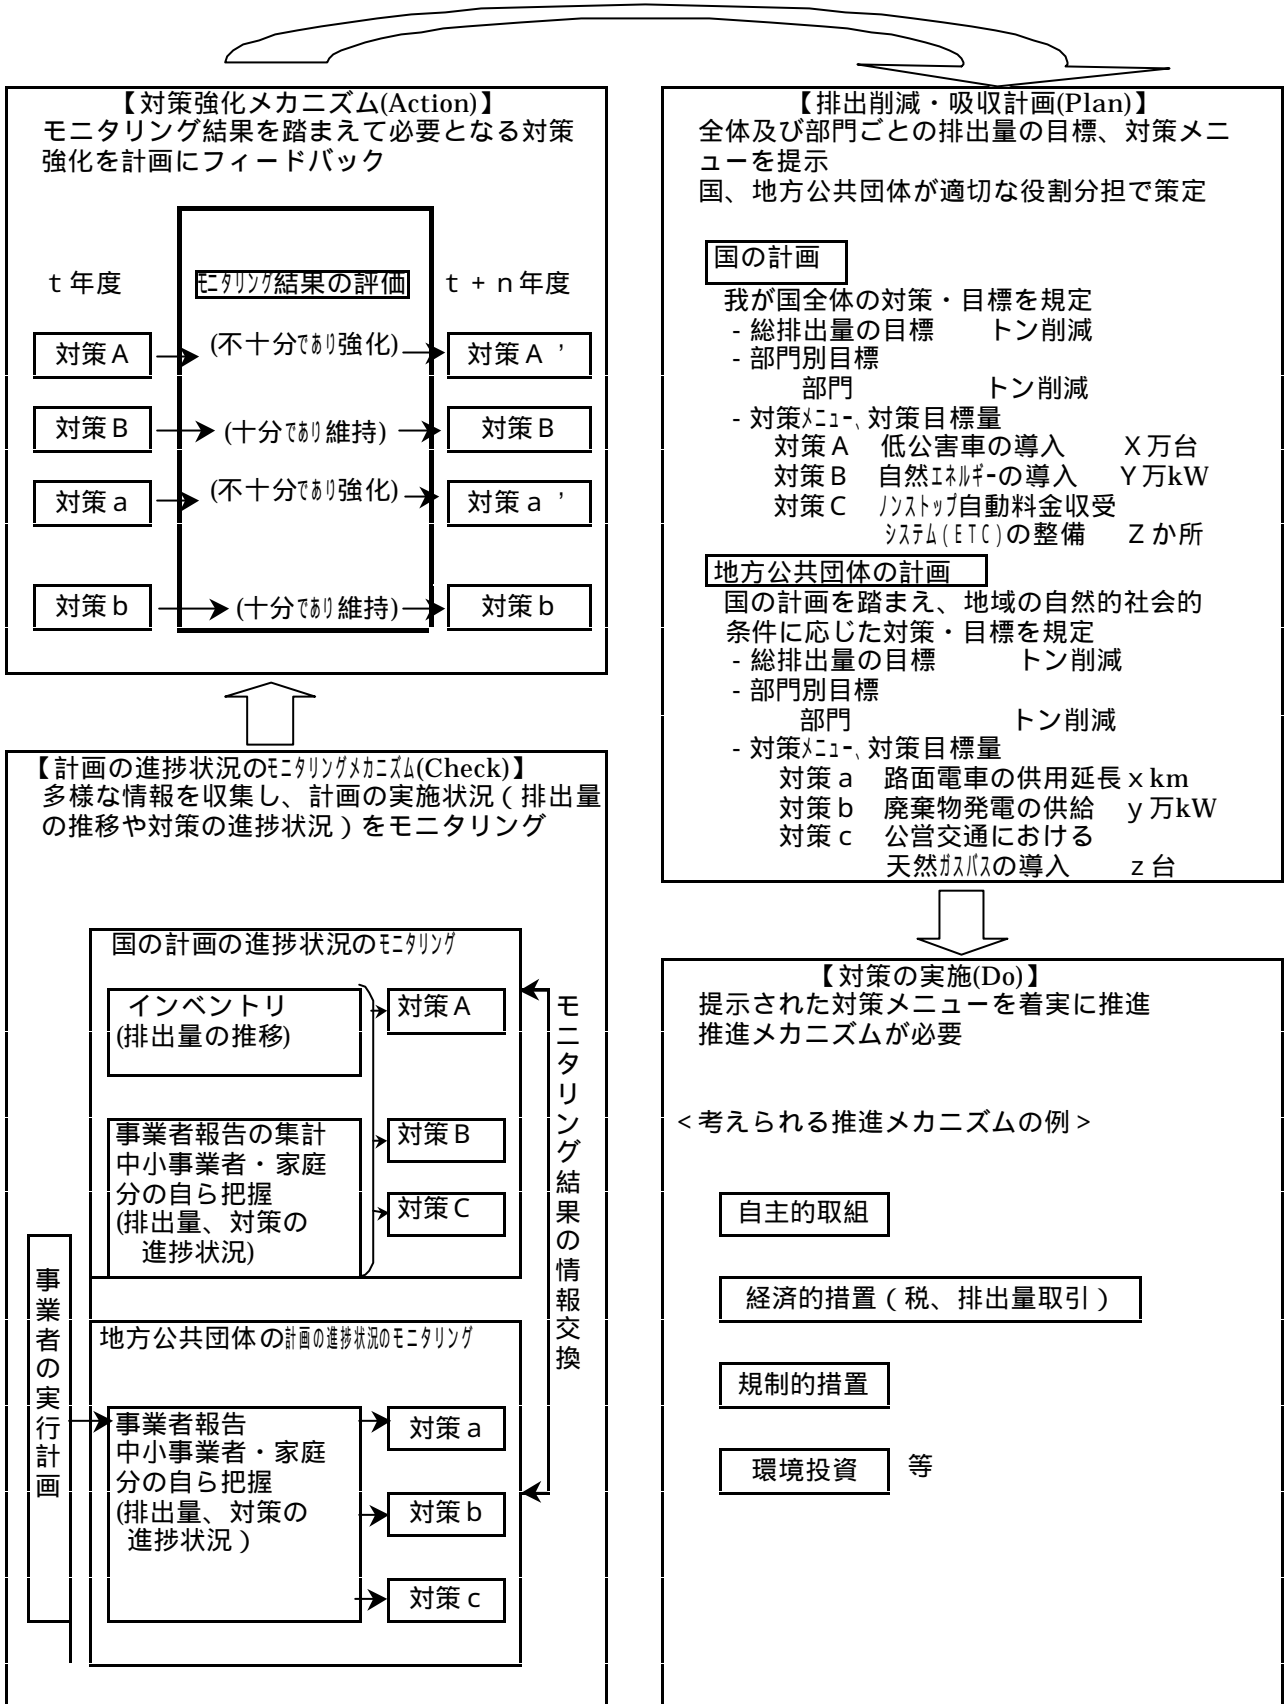 【対策強化メカニズム(Action)】
モニタリング結果を踏まえて必要となる対策
強化を計画にフィードバック
ｔ年度
ﾓﾆﾀﾘﾝｸﾞ結果の評価
ｔ＋ｎ年度
対策Ａ
(不十分であり強化)
対策Ａ’
対策Ｂ
(十分であり維持)
対策Ｂ
対策ａ
(不十分であり強化)
対策ａ’
対策ｂ
(十分であり維持)
対策ｂ
【計画の進捗状況のﾓﾆﾀﾘﾝｸﾞﾒｶﾆｽﾞﾑ(Check)】
多様な情報を収集し、計画の実施状況（排出量
の推移や対策の進捗状況）をモニタリング
国の計画の進捗状況のﾓﾆﾀﾘﾝｸﾞ
インベントリ
(排出量の推移)
対策Ａ
事業者報告の集計
中小事業者・家庭
分の自ら把握
(排出量、対策の
進捗状況)
対策Ｂ
対策Ｃ
モニタリング結果の情報交換
事業者の実行計画
地方公共団体の計画の進捗状況のﾓﾆﾀﾘﾝｸﾞ
事業者報告
中小事業者・家庭
分の自ら把握
(排出量、対策の
進捗状況）
対策ａ
対策ｂ
対策ｃ
【排出削減・吸収計画(Plan)】
全体及び部門ごとの排出量の目標、対策メニ
ューを提示
国、地方公共団体が適切な役割分担で策定
国の計画
我が国全体の対策・目標を規定
- 総排出量の目標　　トン削減
- 部門別目標
部門　　　　　トン削減
- 対策ﾒﾆｭｰ、対策目標量
対策Ａ　低公害車の導入　　Ｘ万台
対策Ｂ　自然ｴﾈﾙｷﾞｰの導入　Ｙ万kW
対策Ｃ　ﾉﾝｽﾄｯﾌﾟ自動料金収受
ｼｽﾃﾑ(ETC)の整備　Ｚか所
地方公共団体の計画
国の計画を踏まえ、地域の自然的社会的
条件に応じた対策・目標を規定
- 総排出量の目標　　　トン削減
- 部門別目標
部門　　　　　　トン削減
- 対策ﾒﾆｭｰ、対策目標量
対策ａ　路面電車の供用延長ｘkm
対策ｂ　廃棄物発電の供給　ｙ万kW
対策ｃ　公営交通における
天然ｶﾞｽﾊﾞｽの導入　　ｚ台
【対策の実施(Do)】
提示された対策メニューを着実に推進
推進メカニズムが必要
<考えられる推進メカニズムの例>
自主的取組
経済的措置（税、排出量取引）
規制的措置
環境投資　等